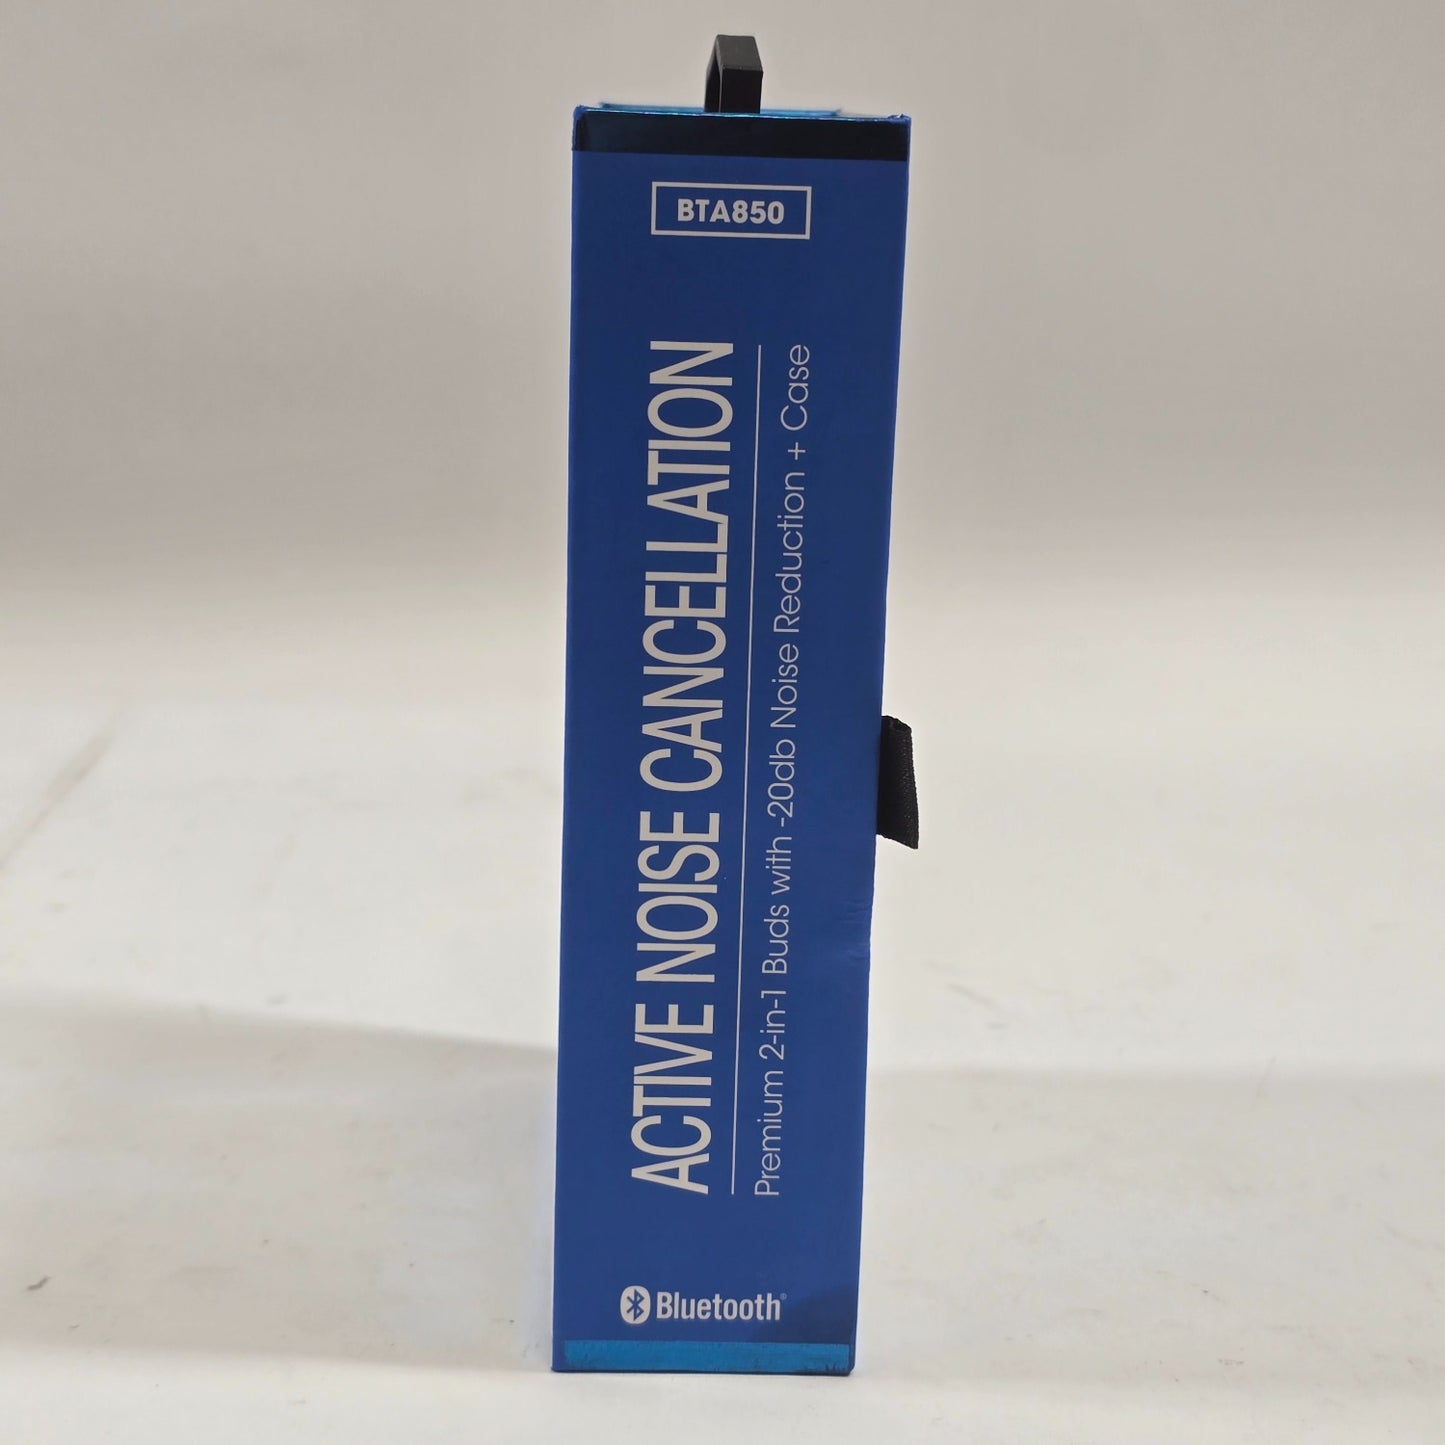 BTA850
ACTIVE NOISE CANCELLATION
Premium 2-in-1 Buds with -20db Noise Reduction + Case
Bluetooth®